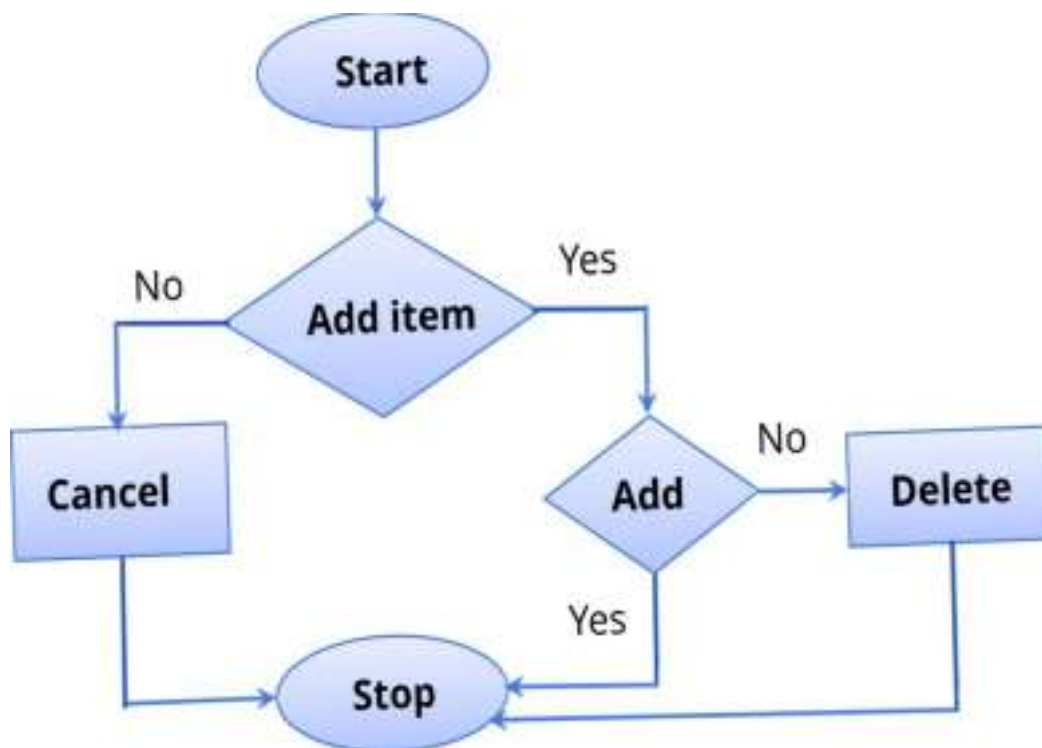 Start
No
Yes
Add item
No
Cancel
Add
Delete
Yes
Stop